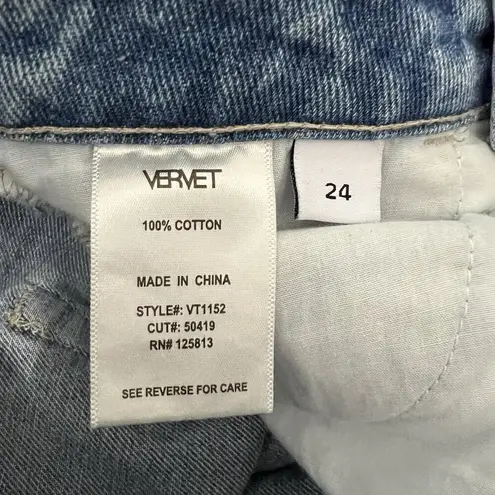 VERVET
100% COTTON
MADE IN CHINA
STYLE#: VT1152
CUT#: 50419
RN# 125813
SEE REVERSE FOR CARE
24